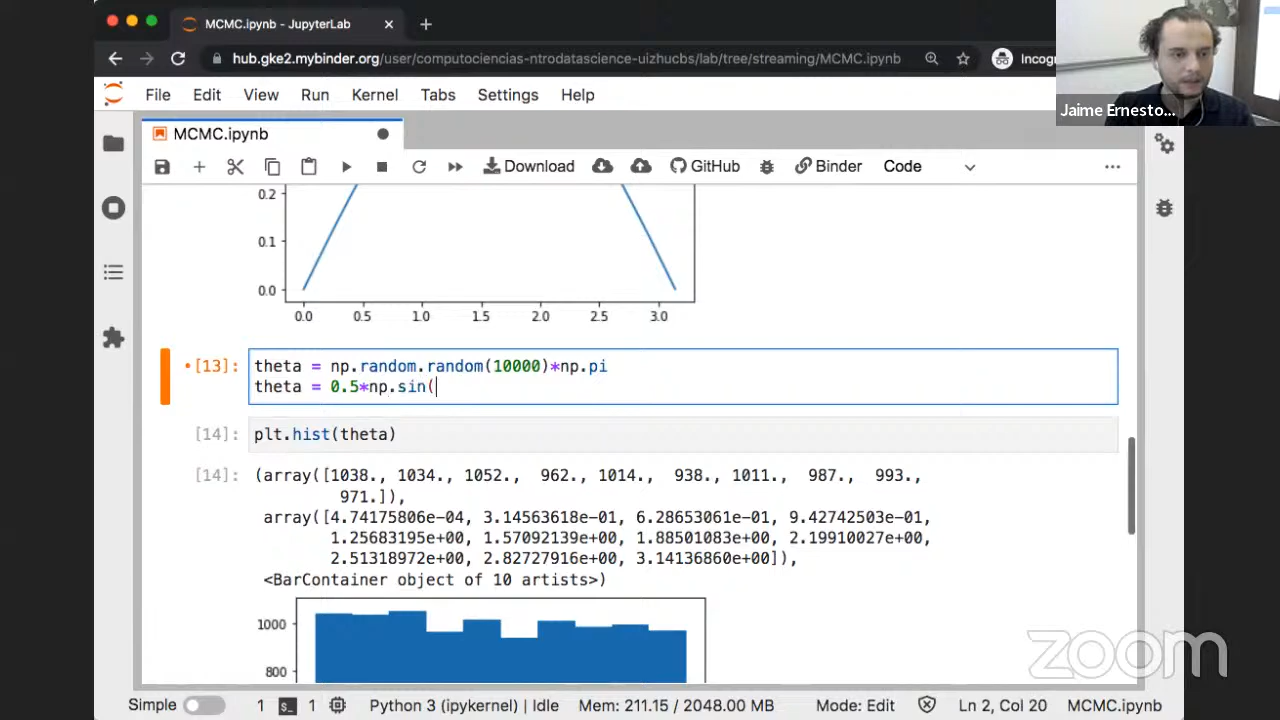 MCMC.ipynb - JupyterLab
hub.gke2.mybinder.org/user/computociencias-ntrodatascience-uizhucbs/lab/tree/streaming/MCMC.ipynb
Incog
Jaime Ernesto...
File Edit View Run Kernel Tabs Settings Help
MCMC.ipynb
Download GitHub Binder Code
0.2
0.1
0.0
0.0 0.5 1.0 1.5 2.0 2.5 3.0
[13]: theta = np.random.random(10000)*np.pi
theta = 0.5*np.sin(
[14]: plt.hist(theta)
[14]: (array([1038., 1034., 1052., 962., 1014., 938., 1011., 987., 993.,
971.]),
array([4.74175806e-04, 3.14563618e-01, 6.28653061e-01, 9.42742503e-01,
1.25683195e+00, 1.57092139e+00, 1.88501083e+00, 2.19910027e+00,
2.51318972e+00, 2.82727916e+00, 3.14136860e+00]),
<BarContainer object of 10 artists>)
1000
800
zoom
Simple 1 $_ 1 Python 3 (ipykernel) | Idle Mem: 211.15 / 2048.00 MB Mode: Edit Ln 2, Col 20 MCMC.ipynb